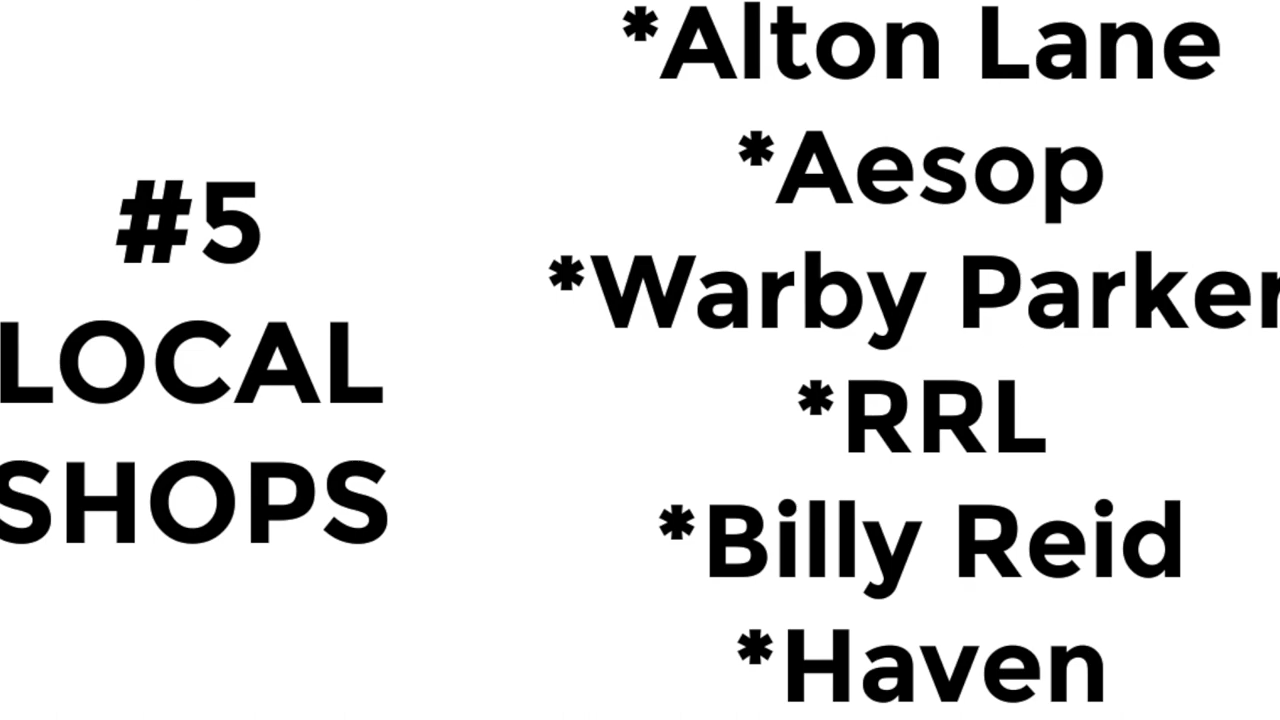 #5
LOCAL
SHOPS
*Alton Lane
*Aesop
*Warby Parker
*RRL
*Billy Reid
*Haven